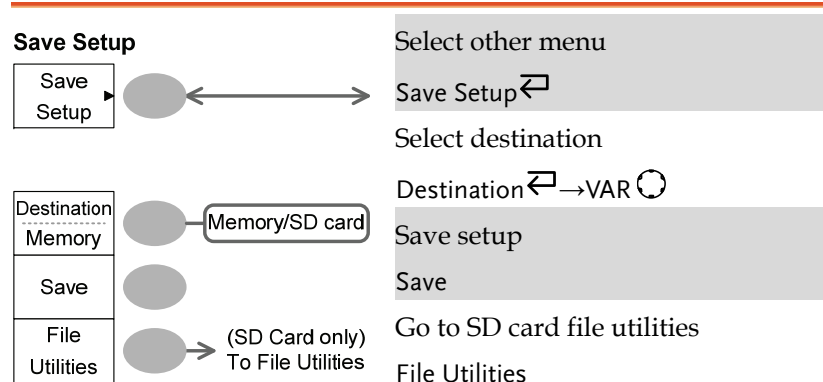 Save Setup
Save
Setup
Select other menu
Save Setup
Select destination
Destination → VAR
Destination
Memory
Memory/SD card
Save setup
Save
Save
File
Utilities
(SD Card only)
To File Utilities
Go to SD card file utilities
File Utilities